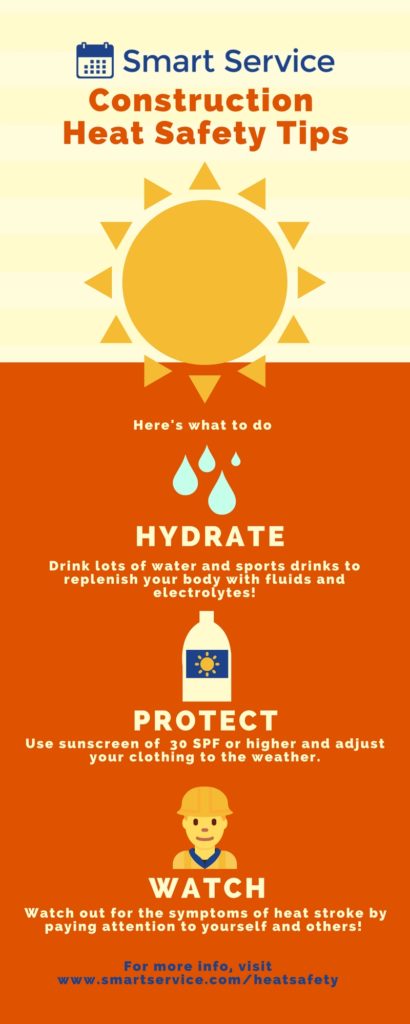 Smart Service
Construction
Heat Safety Tips
Here's what to do
HYDRATE
Drink lots of water and sports drinks to
replenish your body with fluids and
electrolytes!
PROTECT
Use sunscreen of 30 SPF or higher and adjust
your clothing to the weather.
WATCH
Watch out for the symptoms of heat stroke by
paying attention to yourself and others!
For more info, visit
www.smartservice.com/heatsafety